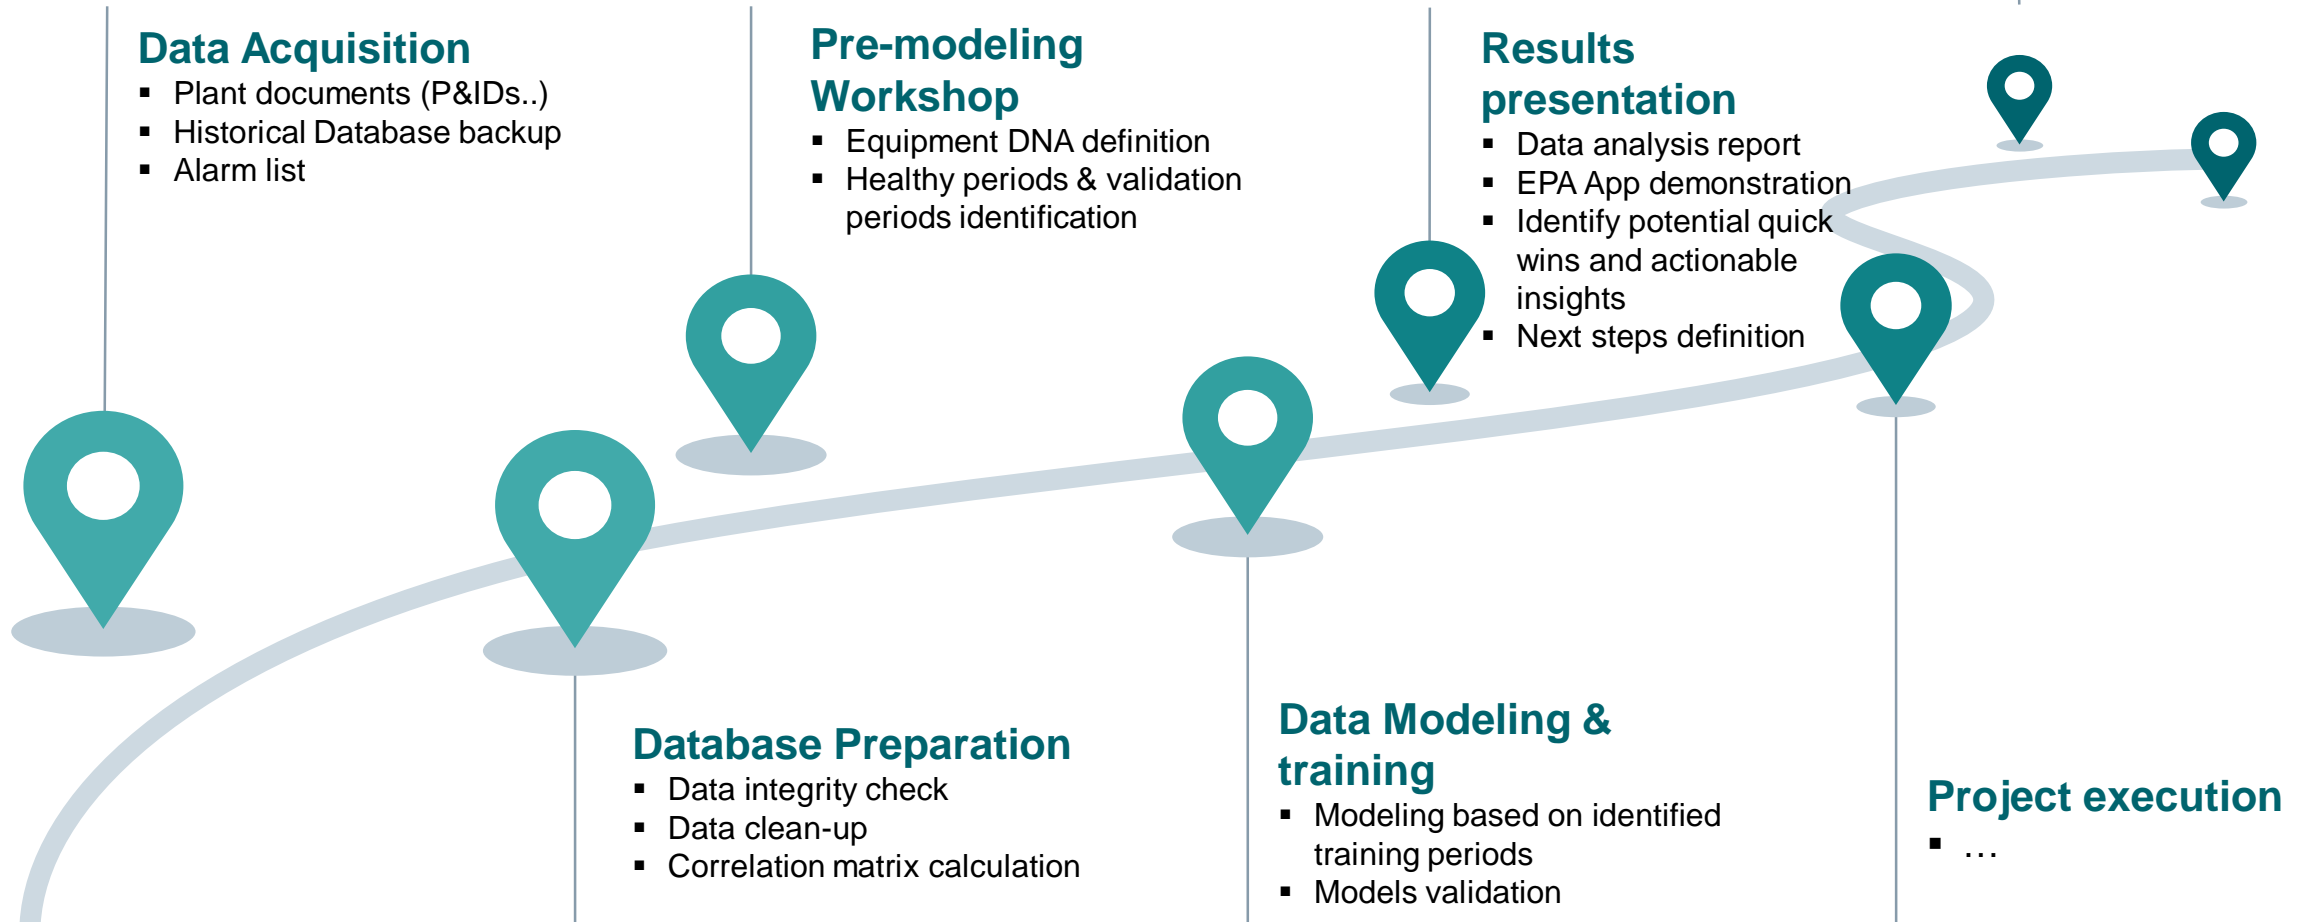 Data Acquisition
▪ Plant documents (P&IDs..)
▪ Historical Database backup
▪ Alarm list
Database Preparation
▪ Data integrity check
▪ Data clean-up
▪ Correlation matrix calculation
Pre-modeling
Workshop
▪ Equipment DNA definition
▪ Healthy periods & validation
periods identification
Data Modeling &
training
▪ Modeling based on identified
training periods
▪ Models validation
Results
presentation
▪ Data analysis report
▪ EPA App demonstration
▪ Identify potential quick
wins and actionable
insights
▪ Next steps definition
Project execution
▪ …